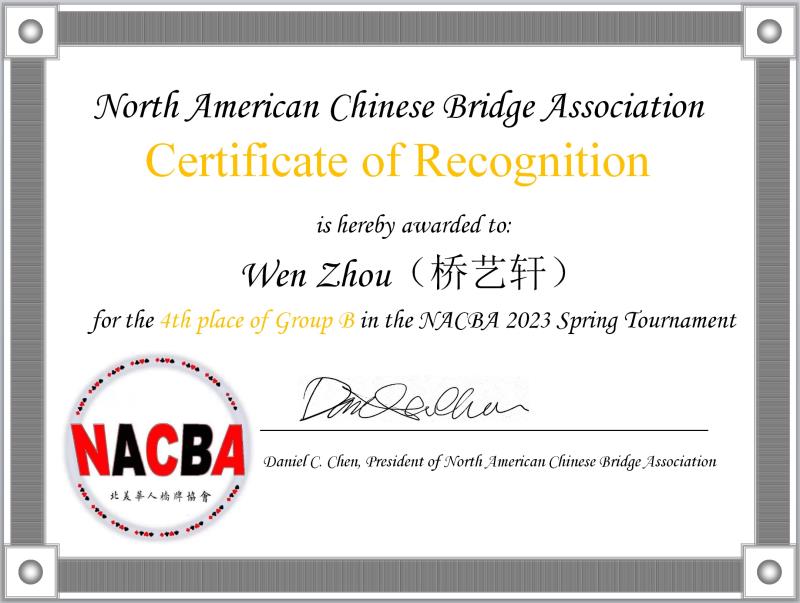 North American Chinese Bridge Association
Certificate of Recognition
is hereby awarded to:
Wen Zhou（桥艺轩）
for the 4th place of Group B in the NACBA 2023 Spring Tournament
NACBA
北美華人橋牌協會
Daniel C. Chen, President of North American Chinese Bridge Association